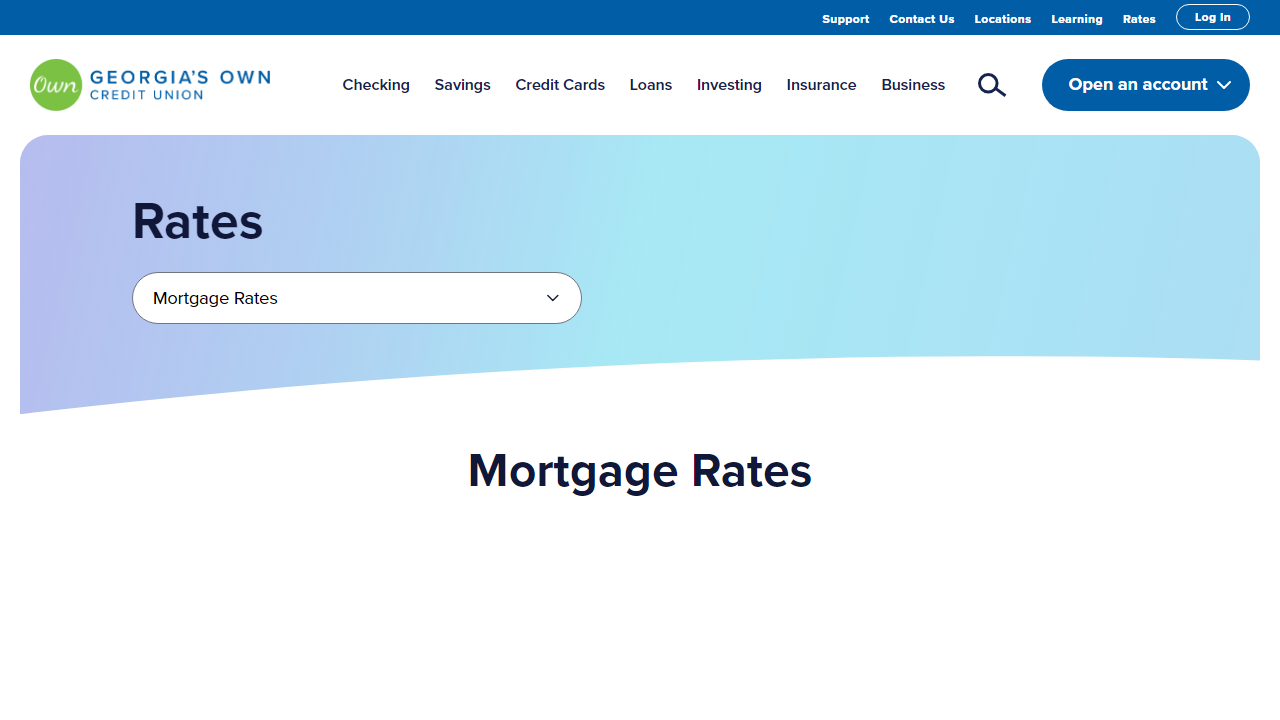 Support Contact Us Locations Learning Rates Log In
Own GEORGIA'S OWN
CREDIT UNION
Checking Savings Credit Cards Loans Investing Insurance Business Open an account
Rates
Mortgage Rates
Mortgage Rates